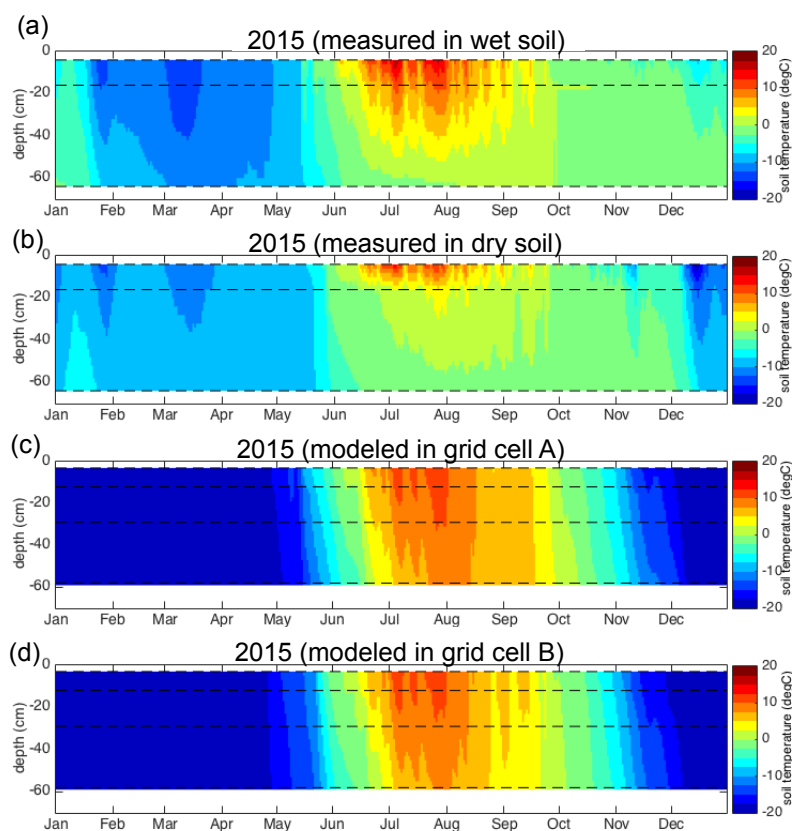 (a)
2015 (measured in wet soil)
depth (cm)
0
-20
-40
-60
Jan Feb Mar Apr May Jun Jul Aug Sep Oct Nov Dec
20
10
0
-10
-20
soil temperature (degC)
(b)
2015 (measured in dry soil)
depth (cm)
0
-20
-40
-60
Jan Feb Mar Apr May Jun Jul Aug Sep Oct Nov Dec
20
10
0
-10
-20
soil temperature (degC)
(c)
2015 (modeled in grid cell A)
depth (cm)
0
-20
-40
-60
Jan Feb Mar Apr May Jun Jul Aug Sep Oct Nov Dec
20
10
0
-10
-20
soil temperature (degC)
(d)
2015 (modeled in grid cell B)
depth (cm)
0
-20
-40
-60
Jan Feb Mar Apr May Jun Jul Aug Sep Oct Nov Dec
20
10
0
-10
-20
soil temperature (degC)